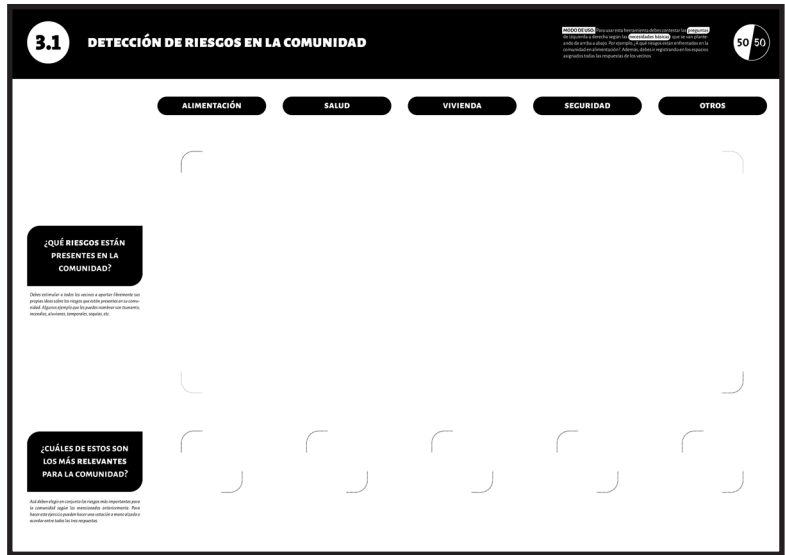 3.1
DETECCIÓN DE RIESGOS EN LA COMUNIDAD
MODO DE USO: Para usar esta herramienta debes contestar las preguntas
de izquierda a derecha según las necesidades básicas que se van plante-
ando de arriba a abajo. Por ejemplo, ¿A qué riesgos están enfrentados en la
comunidad en alimentación?. Además, debes ir registrando en los espacios
asignados todas las respuestas de los vecinos
50 50
ALIMENTACIÓN
SALUD
VIVIENDA
SEGURIDAD
OTROS
¿QUÉ RIESGOS ESTÁN
PRESENTES EN LA
COMUNIDAD?
Debes estimular a todos los vecinos a aportar libremente sus
propias ideas sobre los riesgos que están presentes en su comu-
nidad. Algunos ejemplo que les puedes nombrar son tsunamis,
incendios, aluviones, temporales, sequías, etc.
¿CUÁLES DE ESTOS SON
LOS MÁS RELEVANTES
PARA LA COMUNIDAD?
Acá deben elegir en conjunto los riesgos más importantes para
la comunidad según los mencionados anteriormente. Para
hacer este ejercicio pueden hacer una votación a mano alzada o
acordar entre todos las tres respuestas.